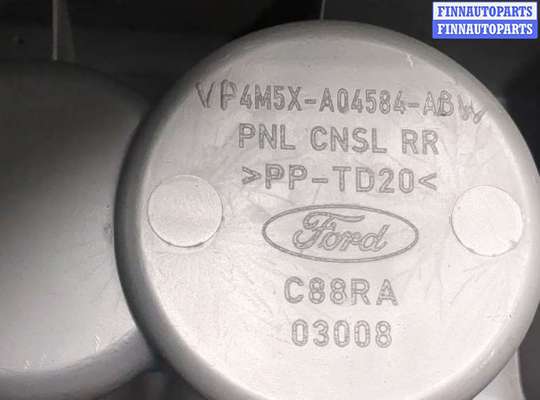 FINNAUTOPARTS
FINNAUTOPARTS
VP4M5X-A04584-ABW
PNL CNSL RR
>PP-TD20<
Ford
C88RA
03008